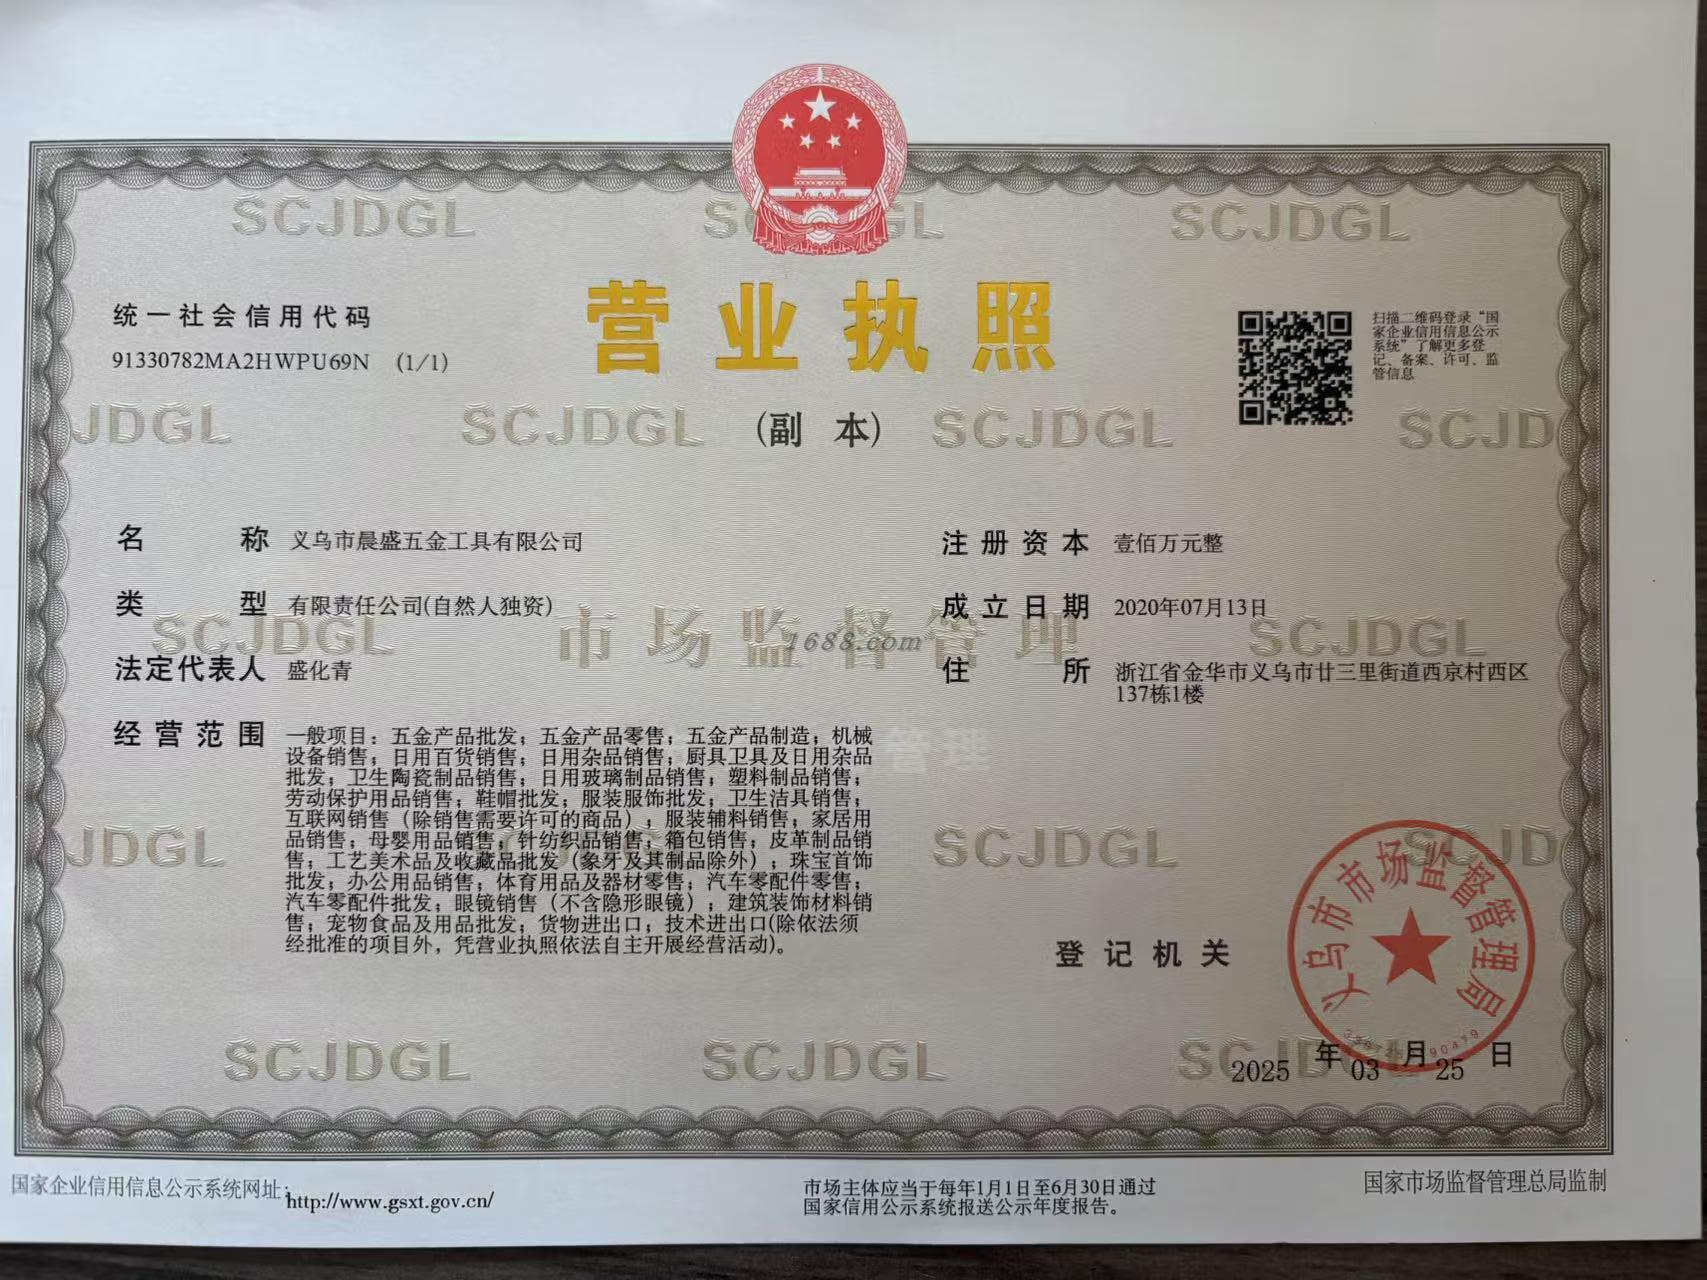 SCJDGL SCJDGL SCJDGL
营业执照
(副 本)
统一社会信用代码
91330782MA2HWPU69N (1/1)
扫描二维码登录“国
家企业信用信息公示
系统”了解更多登
记、备案、许可、监
管信息
JDGL SCJDGL SCJDGL SCJD
名 称 义乌市晨盛五金工具有限公司
类 型 有限责任公司(自然人独资)
法定代表人 盛化青
经营范围 一般项目：五金产品批发；五金产品零售；五金产品制造；机械
设备销售；日用百货销售；日用杂品销售；厨具卫具及日用杂品
批发；卫生陶瓷制品销售；日用玻璃制品销售；塑料制品销售；
劳动保护用品销售；鞋帽批发；服装服饰批发；卫生洁具销售；
互联网销售（除销售需要许可的商品）；服装辅料销售；家居用
品销售；母婴用品销售；针纺织品销售；箱包销售；皮革制品销
售；工艺美术品及收藏品批发（象牙及其制品除外）；珠宝首饰
批发；办公用品销售；体育用品及器材零售；汽车零配件零售；
汽车零配件批发；眼镜销售（不含隐形眼镜）；建筑装饰材料销
售；宠物食品及用品批发；货物进出口；技术进出口(除依法须
经批准的项目外，凭营业执照依法自主开展经营活动)。
注册资本 壹佰万元整
成立日期 2020年07月13日
住 所 浙江省金华市义乌市廿三里街道西京村西区
137栋1楼
SCJDGL 市场监督管理 SCJDGL
1688.com
管理
JDGL SCJDGL SCJD
登记机关
义乌市市场监督管理局
SCJDGL SCJDGL SCJDGL
2025 年 03 月 25 日
国家企业信用信息公示系统网址：http://www.gsxt.gov.cn/
市场主体应当于每年1月1日至6月30日通过
国家信用公示系统报送公示年度报告。
国家市场监督管理总局监制